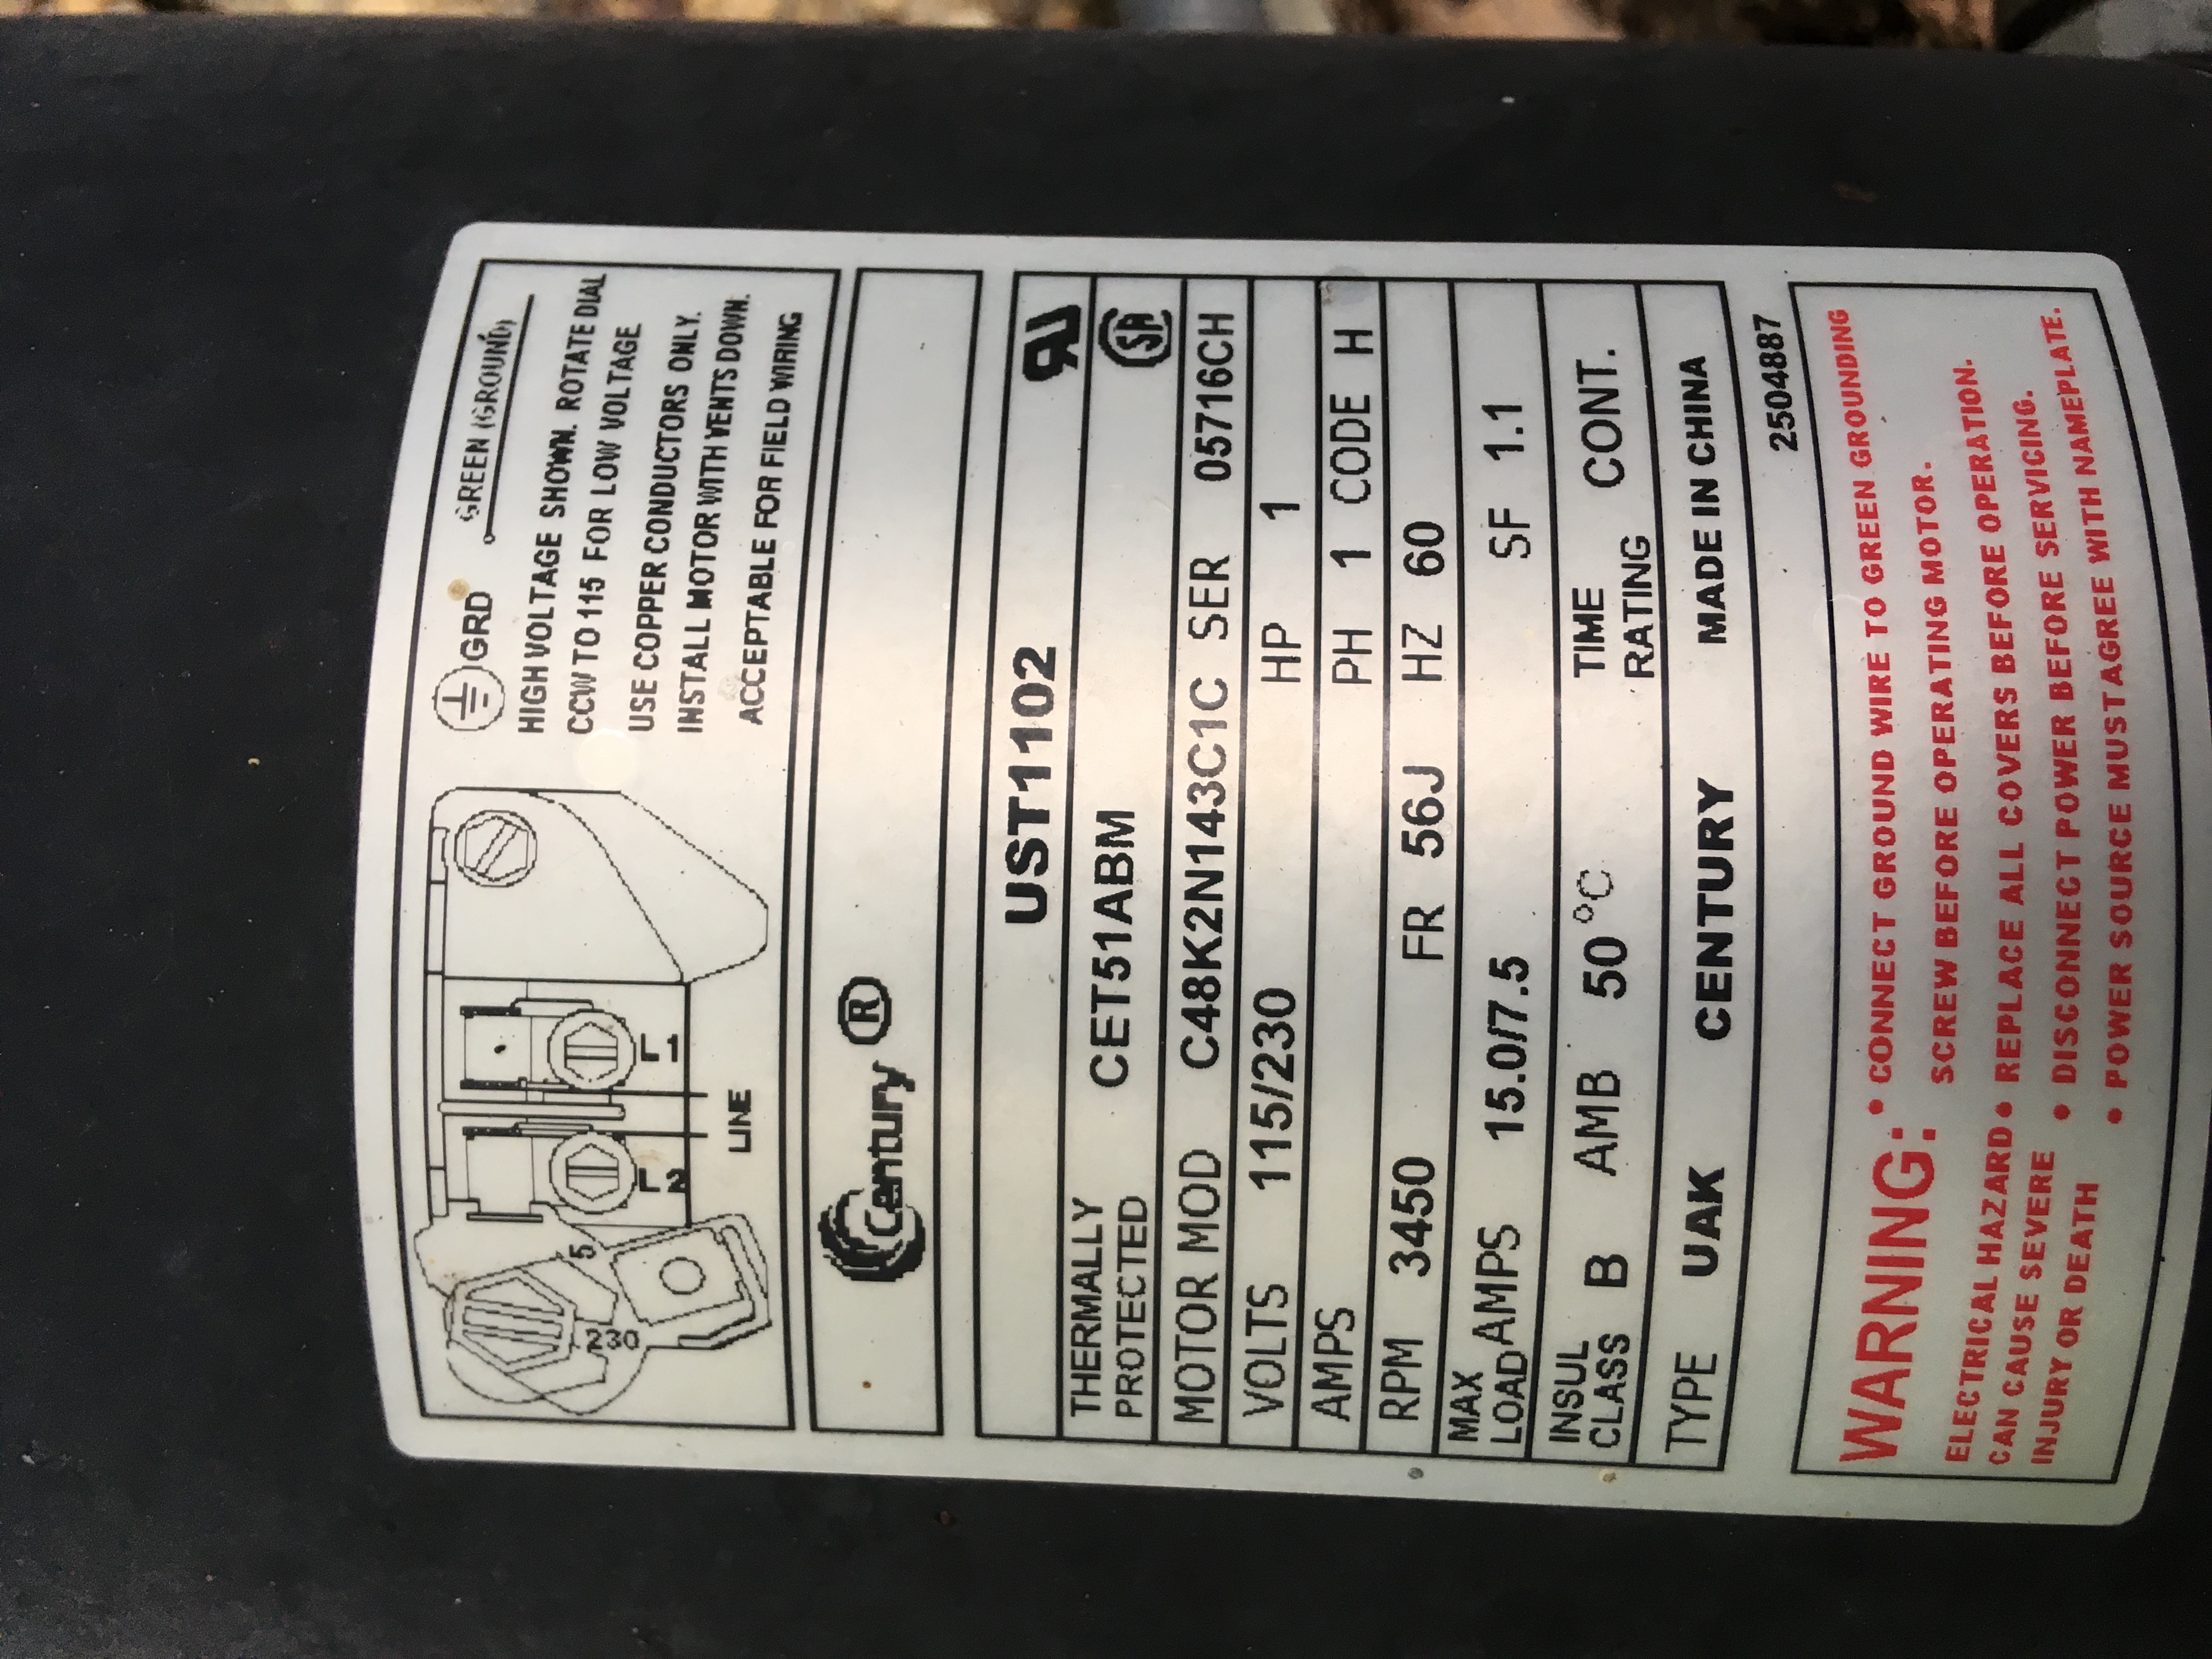 GRD GREEN (GROUND)
HIGH VOLTAGE SHOWN. ROTATE DIAL
CCW TO 115 FOR LOW VOLTAGE
USE COPPER CONDUCTORS ONLY.
INSTALL MOTOR WITH VENTS DOWN.
ACCEPTABLE FOR FIELD WIRING
230 5 L2 L1
LINE
Century ®
UST1102
THERMALLY
PROTECTED CET51ABM SA
MOTOR MOD C48K2N143C1C SER 05716CH
VOLTS 115/230 HP 1
AMPS PH 1 CODE H
RPM 3450 FR 56J HZ 60
MAX
LOAD AMPS 15.0/7.5 SF 1.1
INSUL
CLASS B AMB 50°C TIME
RATING CONT.
TYPE UAK CENTURY MADE IN CHINA
2504887
WARNING:
ELECTRICAL HAZARD
CAN CAUSE SEVERE
INJURY OR DEATH
• CONNECT GROUND WIRE TO GREEN GROUNDING
SCREW BEFORE OPERATING MOTOR.
• REPLACE ALL COVERS BEFORE OPERATION.
• DISCONNECT POWER BEFORE SERVICING.
• POWER SOURCE MUST AGREE WITH NAMEPLATE.